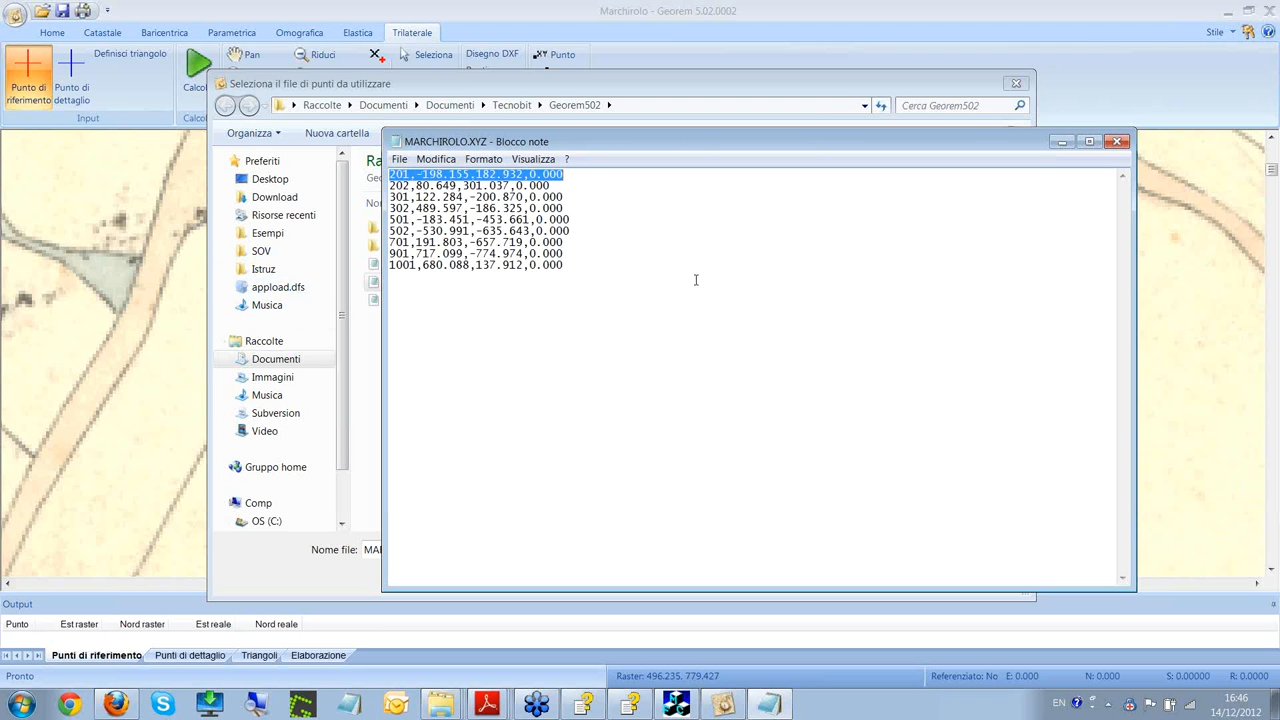 Marchirolo - Georem 5.02.0002
Home Catastale Baricentrica Parametrica Omografica Elastica Trilaterale Stile
Punto di riferimento
Punto di dettaglio
Definisci triangolo
Input
Pan
Riduci
Seleziona
Disegno DXF
Punto
Seleziona il file di punti da utilizzare
Raccolte Documenti Documenti Tecnobit Georem502
Cerca Georem502
Organizza Nuova cartella
MARCHIROLO.XYZ - Blocco note
File Modifica Formato Visualizza ?
201,-198.155,182.932,0.000
202,80.649,301.037,0.000
301,122.284,-200.870,0.000
302,489.597,-186.325,0.000
501,-183.451,-453.661,0.000
502,-530.991,-635.643,0.000
701,191.803,-657.719,0.000
901,717.099,-774.974,0.000
1001,680.088,137.912,0.000
Preferiti
Desktop
Download
Risorse recenti
Esempi
SOV
Istruz
appload.dfs
Musica
Raccolte
Documenti
Immagini
Musica
Subversion
Video
Gruppo home
Comp
OS (C:)
Nome file: MAR
Output
Punto Est raster Nord raster Est reale Nord reale
Punti di riferimento Punti di dettaglio Triangoli Elaborazione
Pronto Raster: 496.235, 779.427 Referenziato: No E: 0.000 N: 0.000 S: 0.00000 R: 0.0000
EN
16:46
14/12/2012